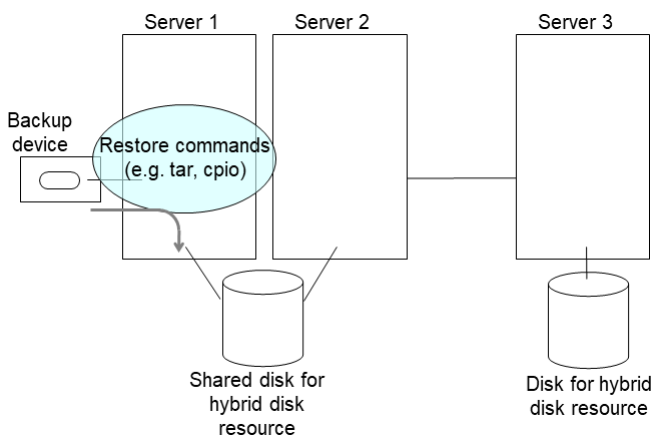 Server 1
Server 2
Server 3
Backup
device
Restore commands
(e.g. tar, cpio)
Shared disk for
hybrid disk
resource
Disk for hybrid
disk resource